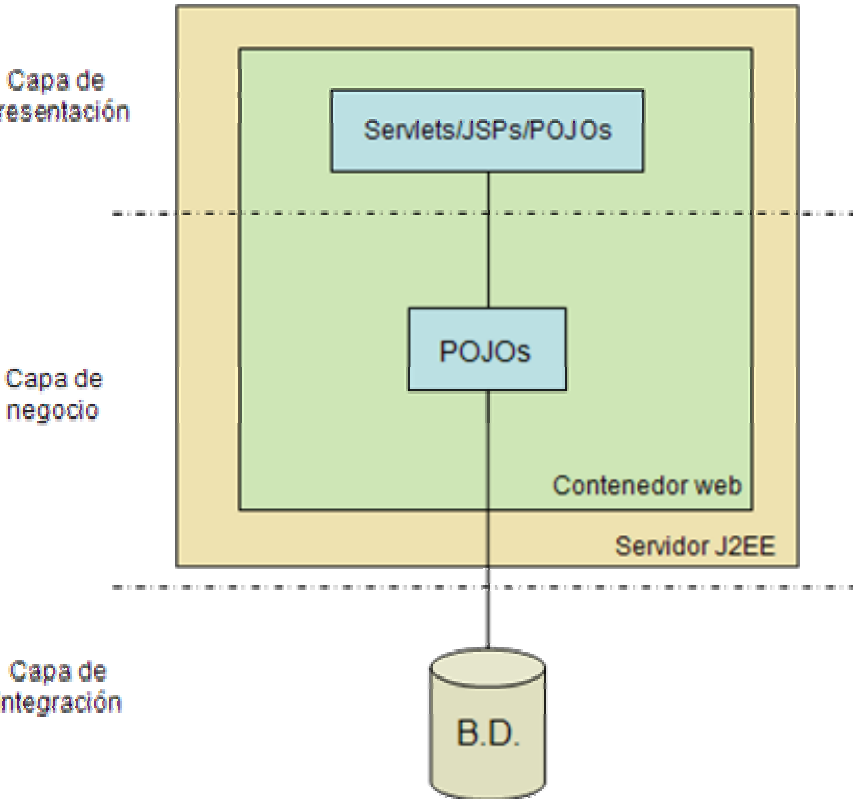 Capa de
resentación
Servlets/JSPs/POJOs
Capa de
negocio
POJOs
Contenedor web
Servidor J2EE
Capa de
ntegración
B.D.